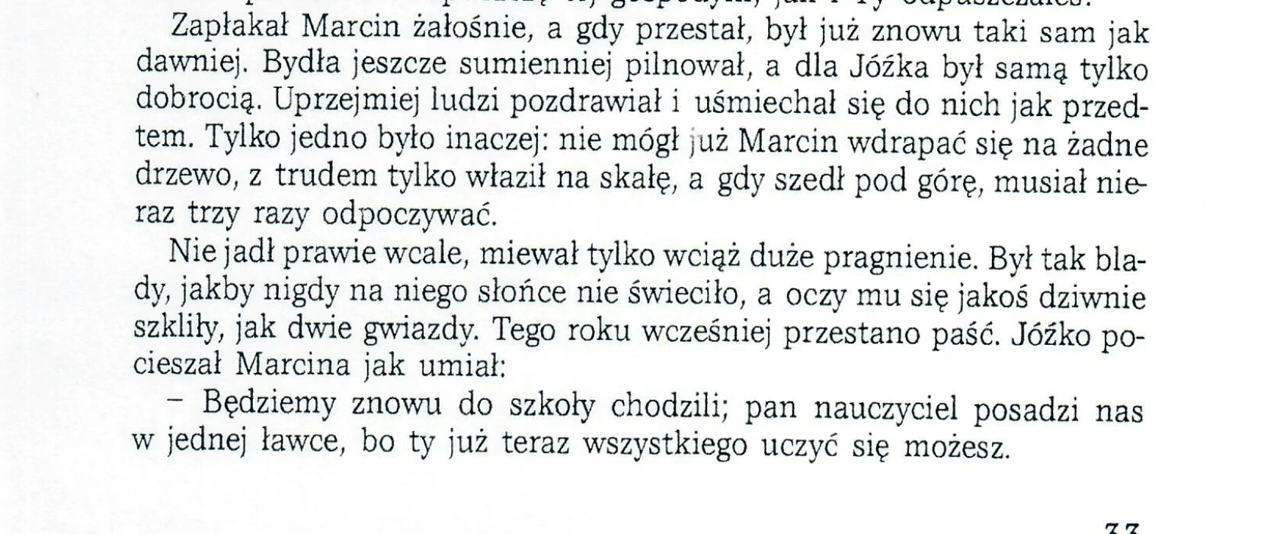 Zapłakał Marcin żałośnie, a gdy przestał, był już znowu taki sam jak
dawniej. Bydła jeszcze sumienniej pilnował, a dla Jóźka był samą tylko
dobrocią. Uprzejmiej ludzi pozdrawiał i uśmiechał się do nich jak przed-
tem. Tylko jedno było inaczej: nie mógł już Marcin wdrapać się na żadne
drzewo, z trudem tylko właził na skałę, a gdy szedł pod górę, musiał nie-
raz trzy razy odpoczywać.
Nie jadł prawie wcale, miewał tylko wciąż duże pragnienie. Był tak bla-
dy, jakby nigdy na niego słońce nie świeciło, a oczy mu się jakoś dziwnie
szkliły, jak dwie gwiazdy. Tego roku wcześniej przestano paść. Jóźko po-
cieszał Marcina jak umiał:
– Będziemy znowu do szkoły chodzili; pan nauczyciel posadzi nas
w jednej ławce, bo ty już teraz wszystkiego uczyć się możesz.
33